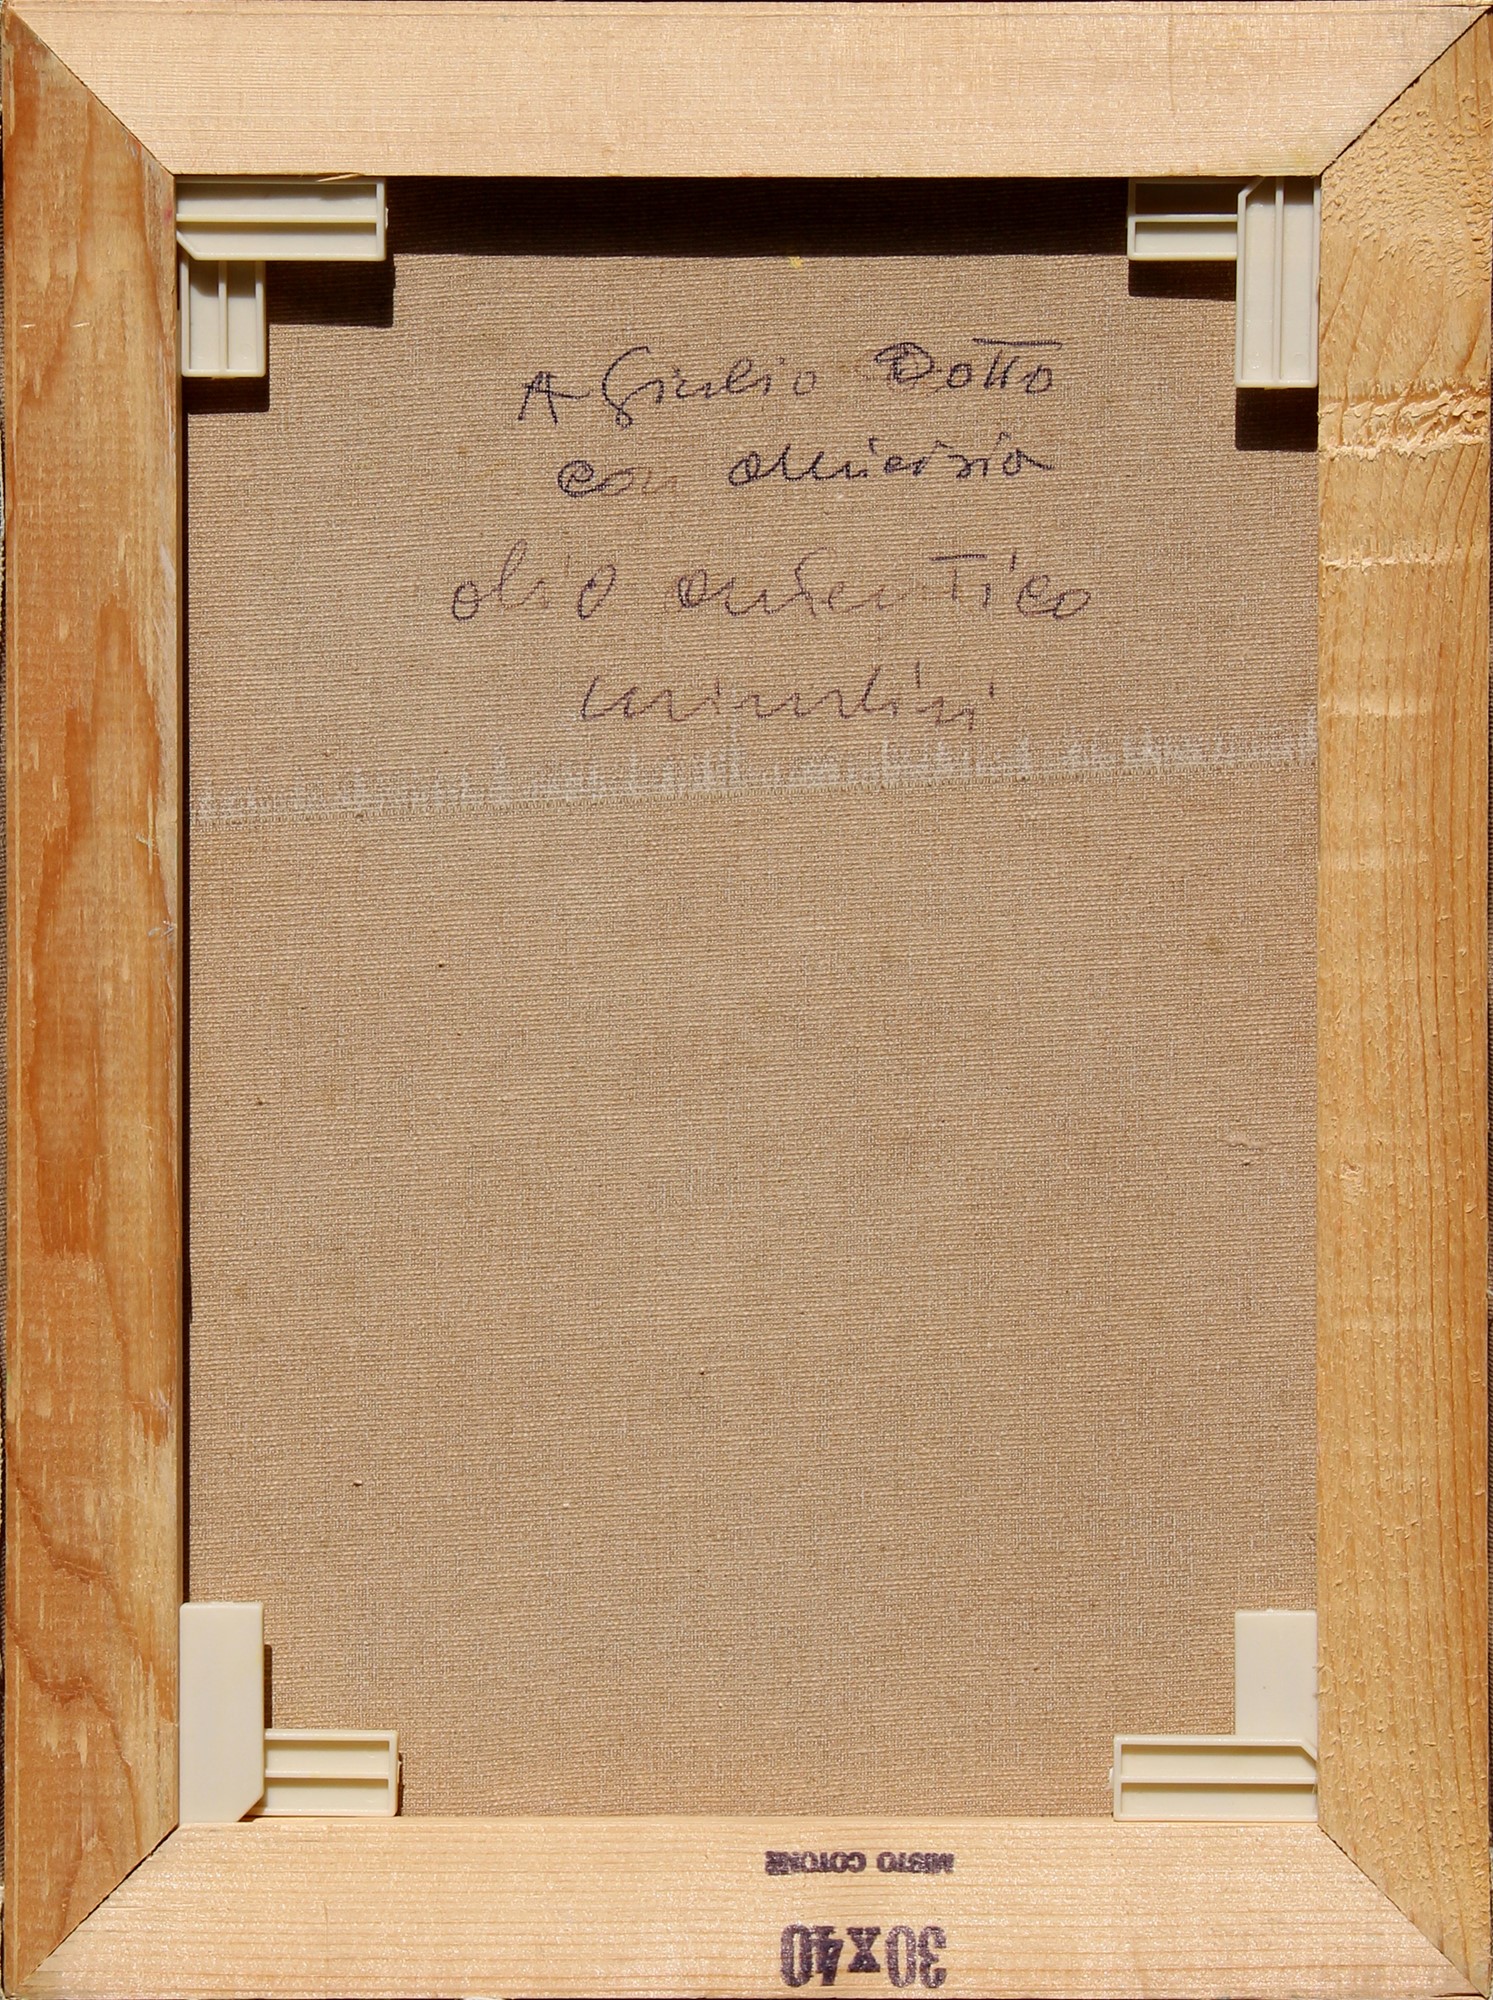 A Giulio Dotto
con amicizia
olio autentico
MISTO COTONE
30X40